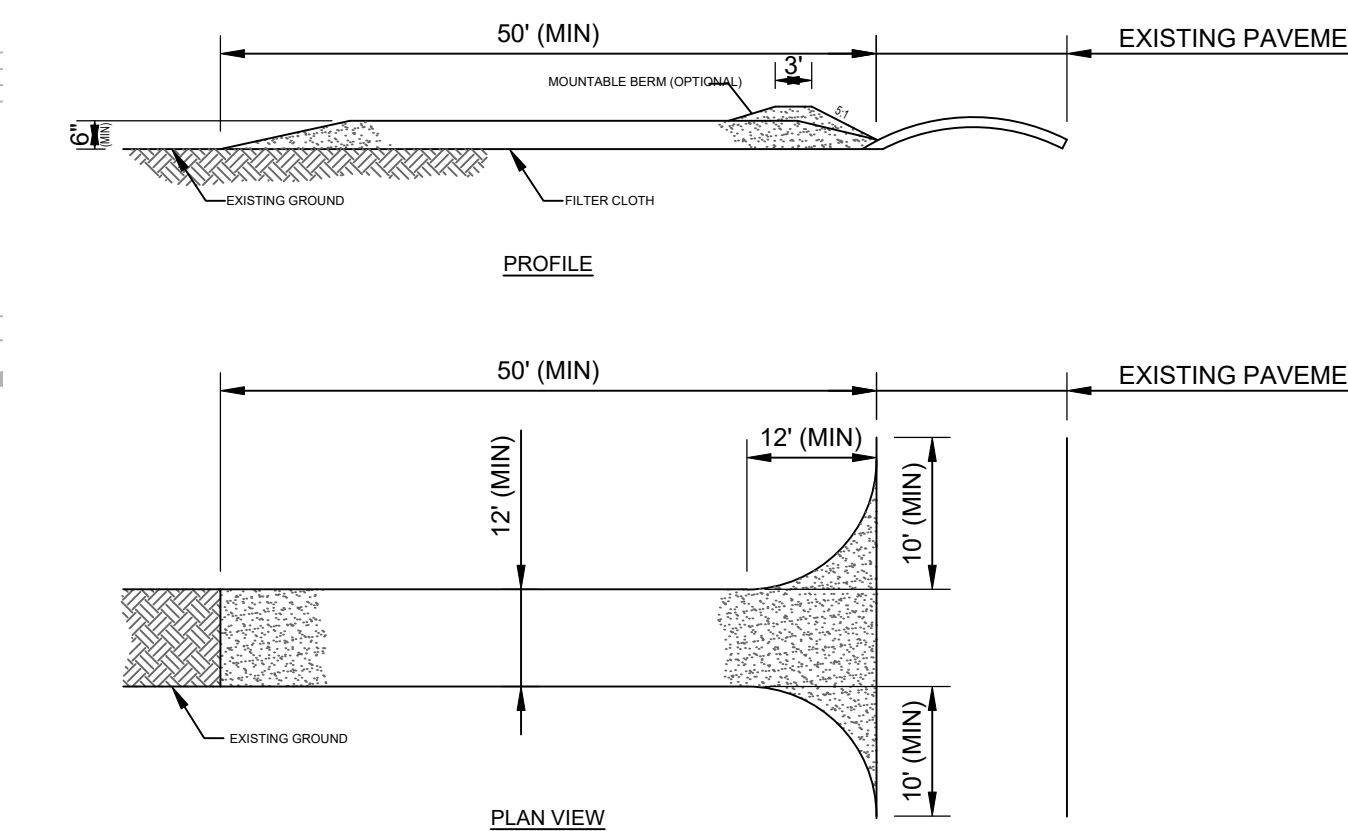 50' (MIN)
EXISTING PAVEME
3'
MOUNTABLE BERM (OPTIONAL)
5:1
6"
(MIN)
EXISTING GROUND
FILTER CLOTH
PROFILE
50' (MIN)
EXISTING PAVEME
12' (MIN)
12' (MIN)
10' (MIN)
10' (MIN)
EXISTING GROUND
PLAN VIEW